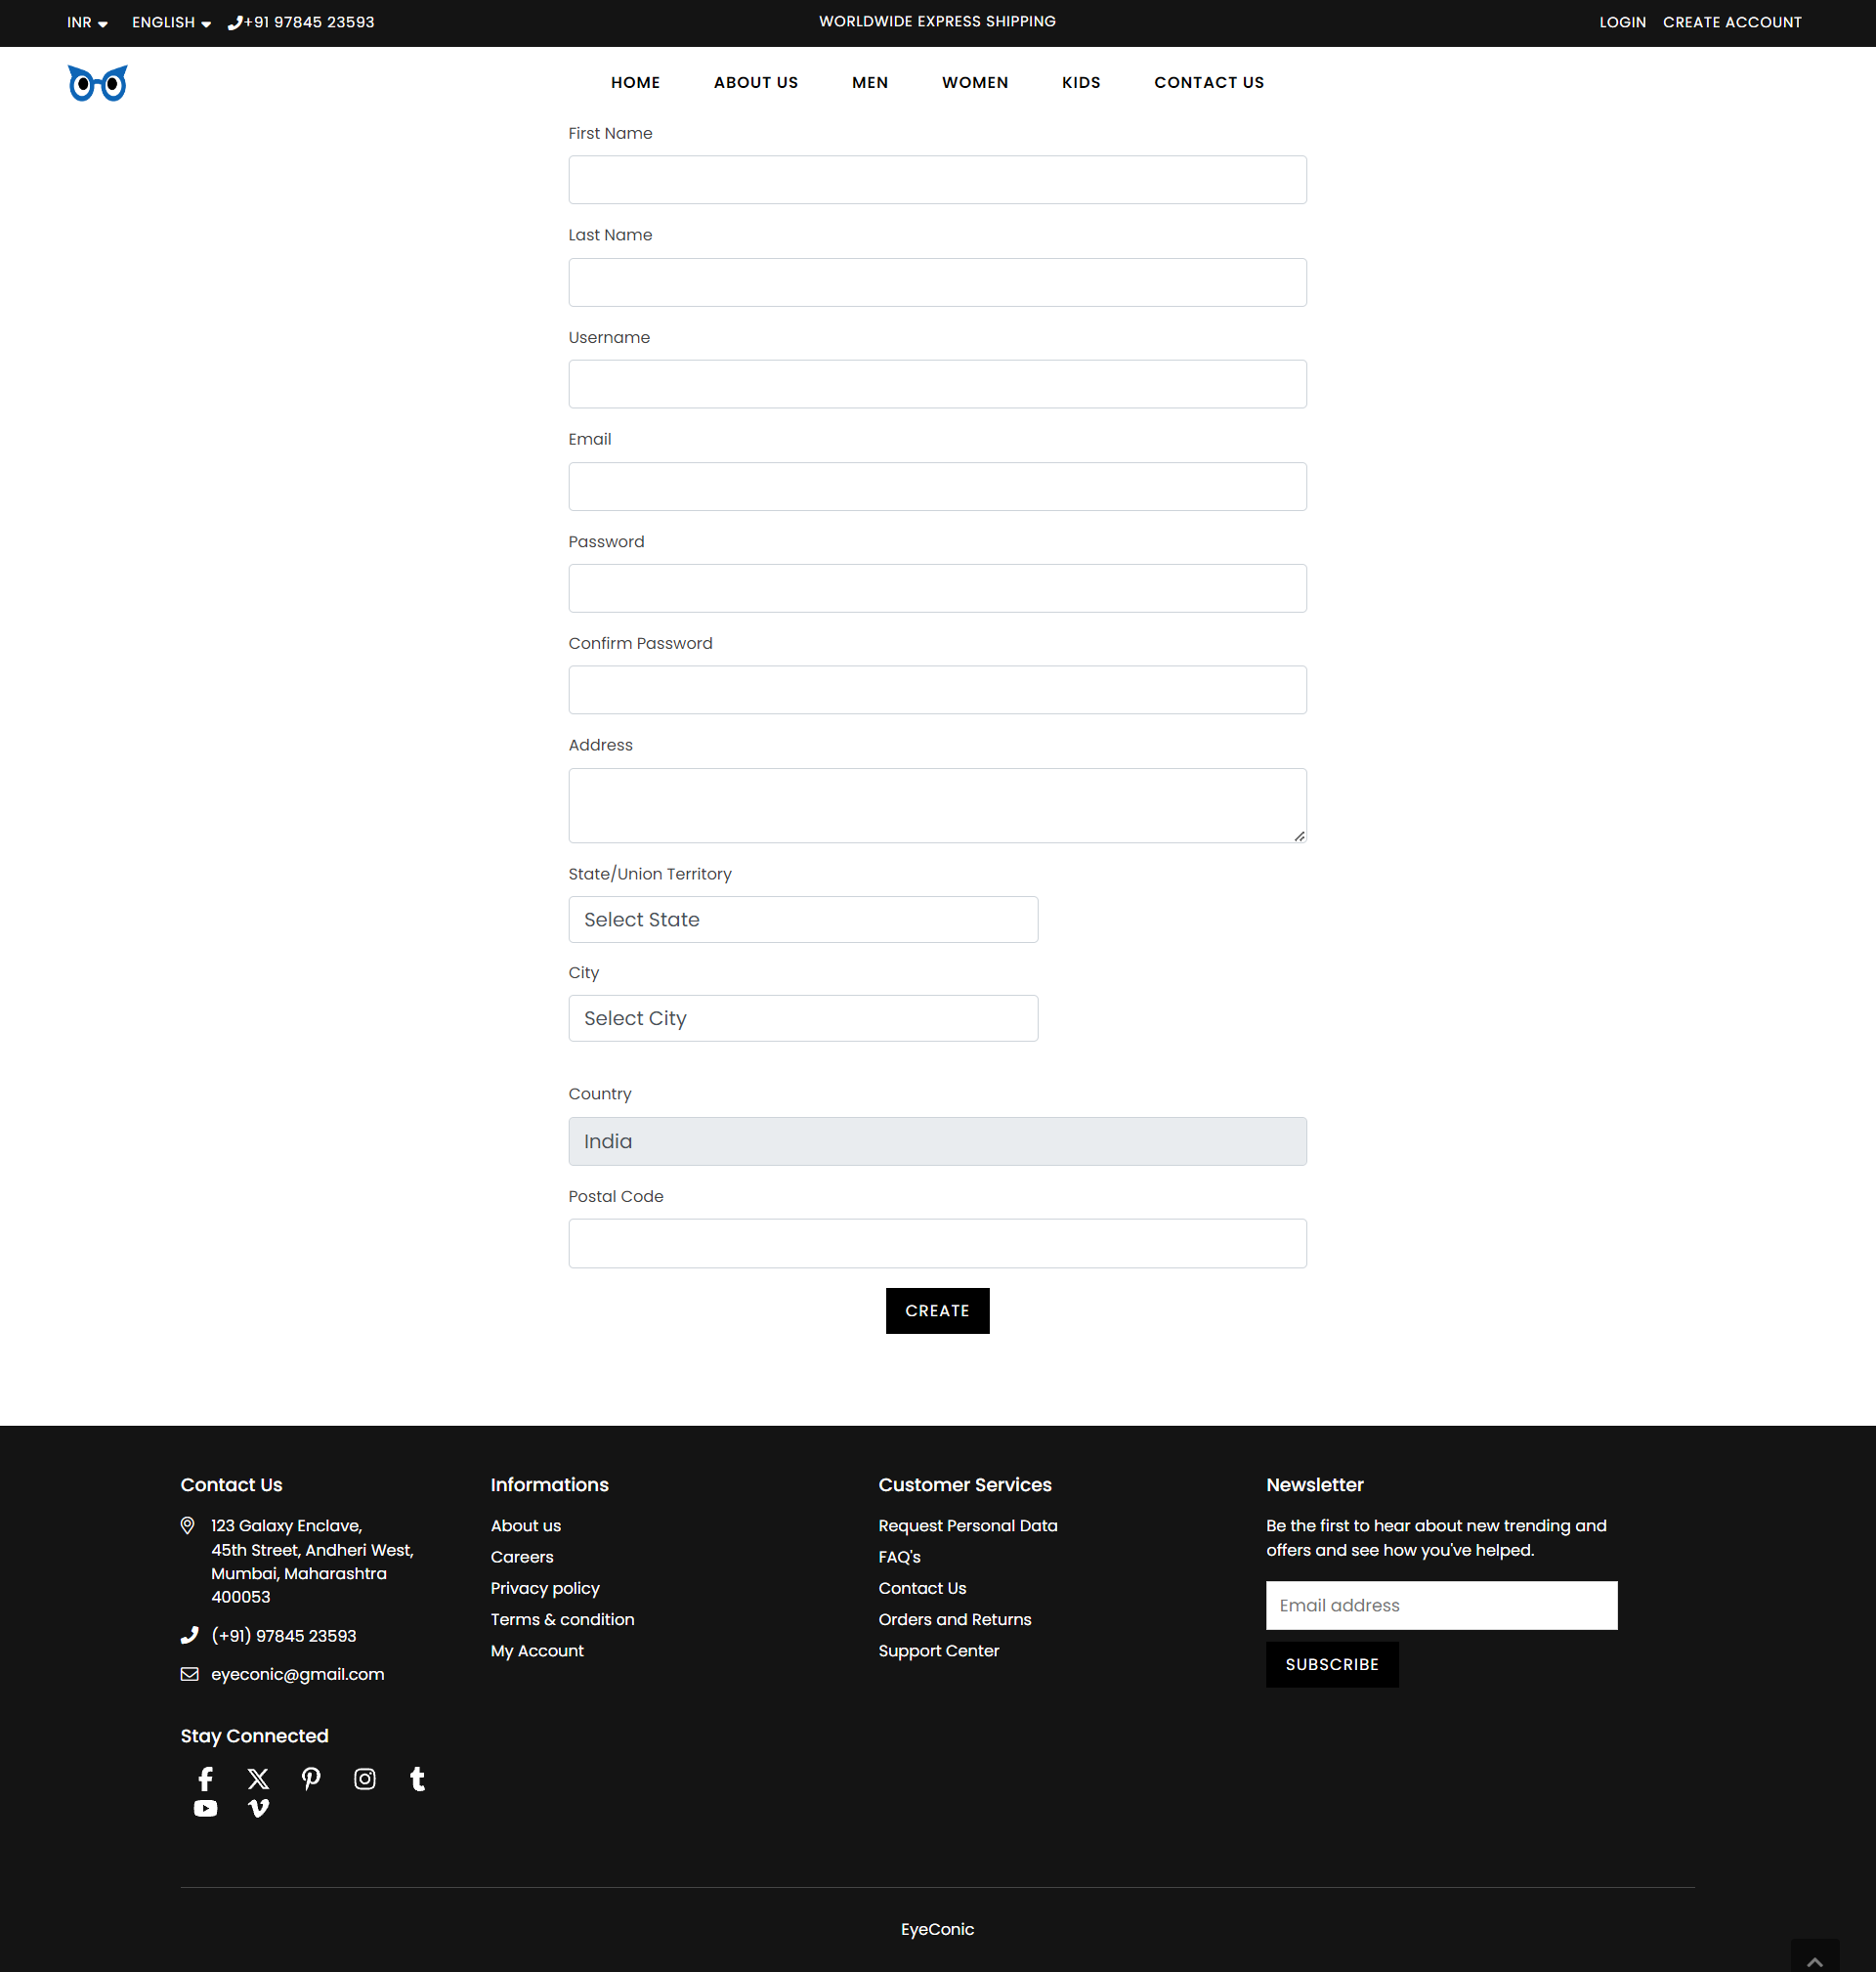 INR
ENGLISH
+91 97845 23593
WORLDWIDE EXPRESS SHIPPING
LOGIN
CREATE ACCOUNT
HOME
ABOUT US
MEN
WOMEN
KIDS
CONTACT US
First Name
Last Name
Username
Email
Password
Confirm Password
Address
State/Union Territory
Select State
City
Select City
Country
India
Postal Code
CREATE
Contact Us
123 Galaxy Enclave,
45th Street, Andheri West,
Mumbai, Maharashtra
400053
(+91) 97845 23593
eyeconic@gmail.com
Stay Connected
Informations
About us
Careers
Privacy policy
Terms & condition
My Account
Customer Services
Request Personal Data
FAQ's
Contact Us
Orders and Returns
Support Center
Newsletter
Be the first to hear about new trending and
offers and see how you've helped.
Email address
SUBSCRIBE
EyeConic